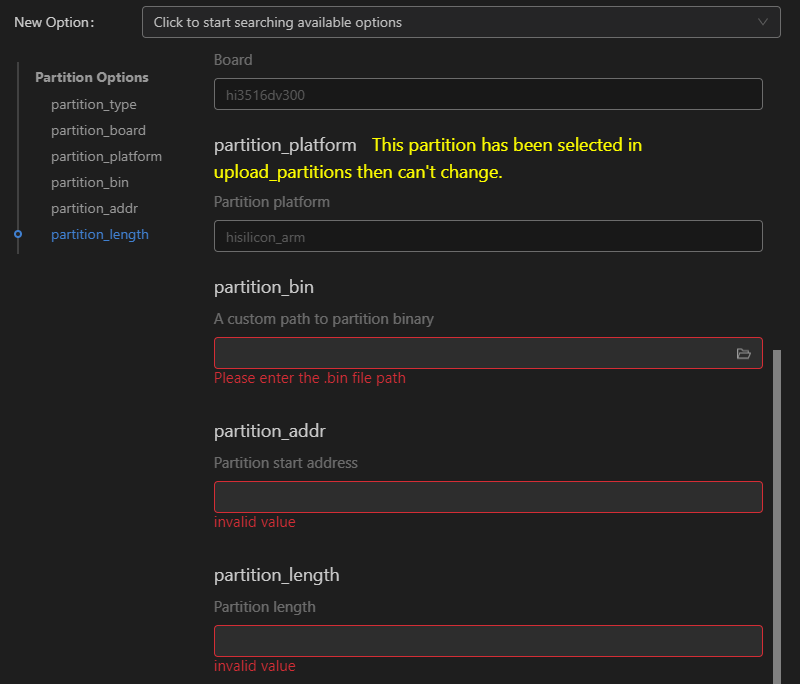 New Option:
Click to start searching available options
Partition Options
partition_type
partition_board
partition_platform
partition_bin
partition_addr
partition_length
Board
hi3516dv300
partition_platform This partition has been selected in
upload_partitions then can't change.
Partition platform
hisilicon_arm
partition_bin
A custom path to partition binary
Please enter the .bin file path
partition_addr
Partition start address
invalid value
partition_length
Partition length
invalid value